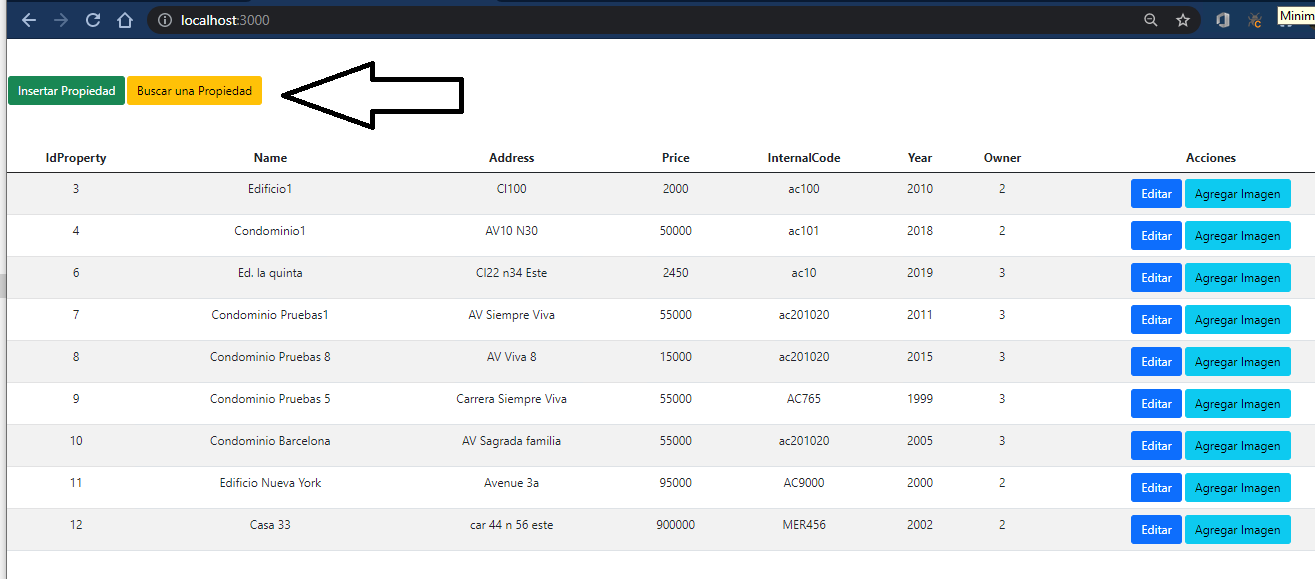 localhost:3000
Minim
Insertar Propiedad Buscar una Propiedad
IdProperty Name Address Price InternalCode Year Owner Acciones
3 Edificio1 Cl100 2000 ac100 2010 2 Editar Agregar Imagen
4 Condominio1 AV10 N30 50000 ac101 2018 2 Editar Agregar Imagen
6 Ed. la quinta Cl22 n34 Este 2450 ac10 2019 3 Editar Agregar Imagen
7 Condominio Pruebas1 AV Siempre Viva 55000 ac201020 2011 3 Editar Agregar Imagen
8 Condominio Pruebas 8 AV Viva 8 15000 ac201020 2015 3 Editar Agregar Imagen
9 Condominio Pruebas 5 Carrera Siempre Viva 55000 AC765 1999 3 Editar Agregar Imagen
10 Condominio Barcelona AV Sagrada familia 55000 ac201020 2005 3 Editar Agregar Imagen
11 Edificio Nueva York Avenue 3a 95000 AC9000 2000 2 Editar Agregar Imagen
12 Casa 33 car 44 n 56 este 900000 MER456 2002 2 Editar Agregar Imagen